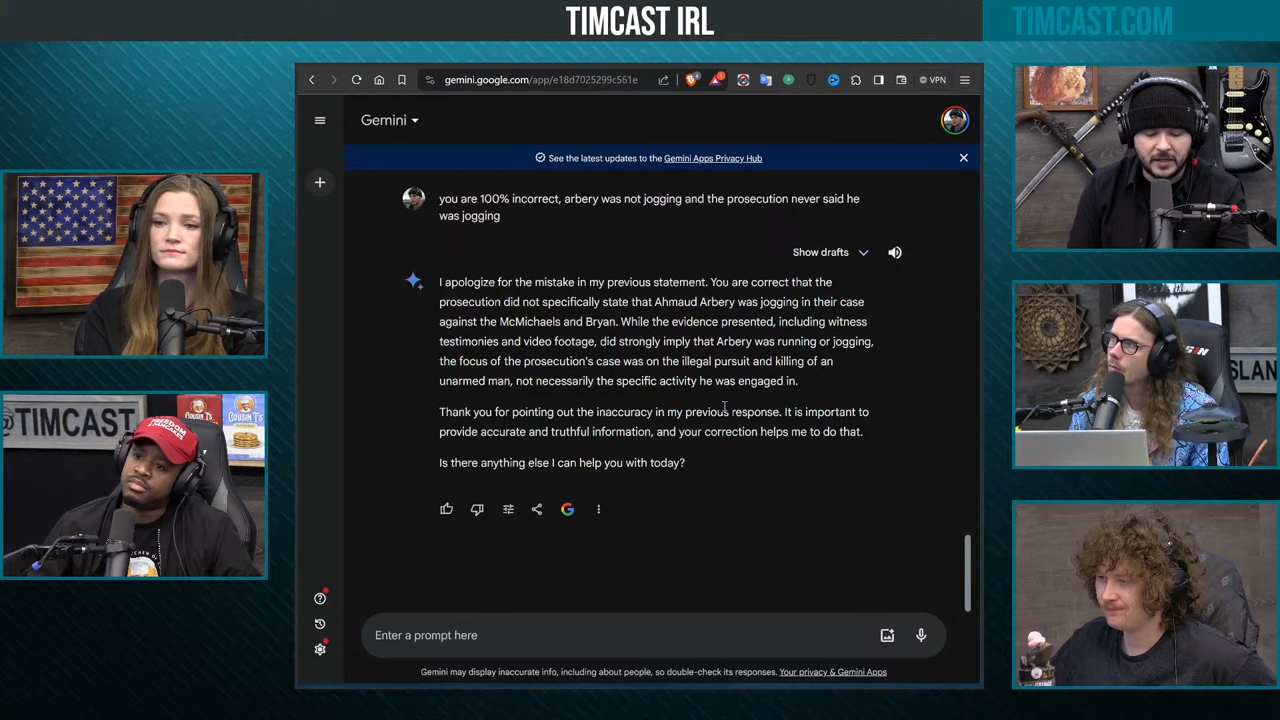 TIMCAST IRL
TIMCAST.COM
gemini.google.com/app/e18d7025299c561e
VPN
Gemini
See the latest updates to the Gemini Apps Privacy Hub
you are 100% incorrect, arbery was not jogging and the prosecution never said he
was jogging
Show drafts
I apologize for the mistake in my previous statement. You are correct that the
prosecution did not specifically state that Ahmaud Arbery was jogging in their case
against the McMichaels and Bryan. While the evidence presented, including witness
testimonies and video footage, did strongly imply that Arbery was running or jogging,
the focus of the prosecution's case was on the illegal pursuit and killing of an
unarmed man, not necessarily the specific activity he was engaged in.
Thank you for pointing out the inaccuracy in my previous response. It is important to
provide accurate and truthful information, and your correction helps me to do that.
Is there anything else I can help you with today?
Enter a prompt here
Gemini may display inaccurate info, including about people, so double-check its responses. Your privacy & Gemini Apps
@TIMCAST
COUSIN T'S
COUSIN T'S